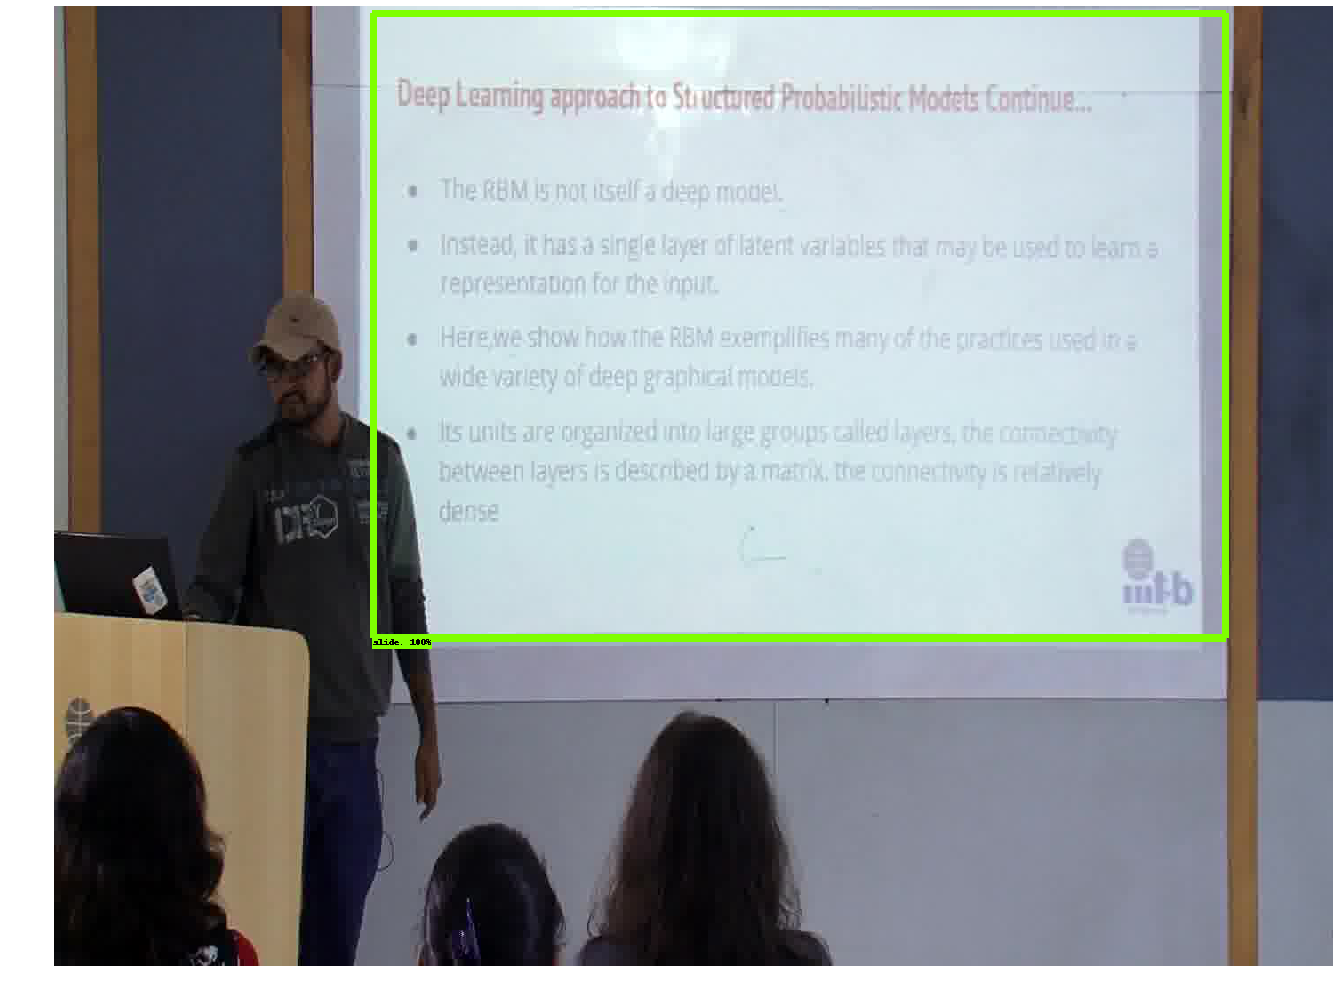 Deep Learning approach to Structured Probabilistic Models Continue...
• The RBM is not itself a deep model.
• Instead, it has a single layer of latent variables that may be used to learn a
representation for the input.
• Here,we show how the RBM exemplifies many of the practices used in a
wide variety of deep graphical models.
• Its units are organized into large groups called layers, the connectivity
between layers is described by a matrix, the connectivity is relatively
dense
iiit-b
slide. 100%